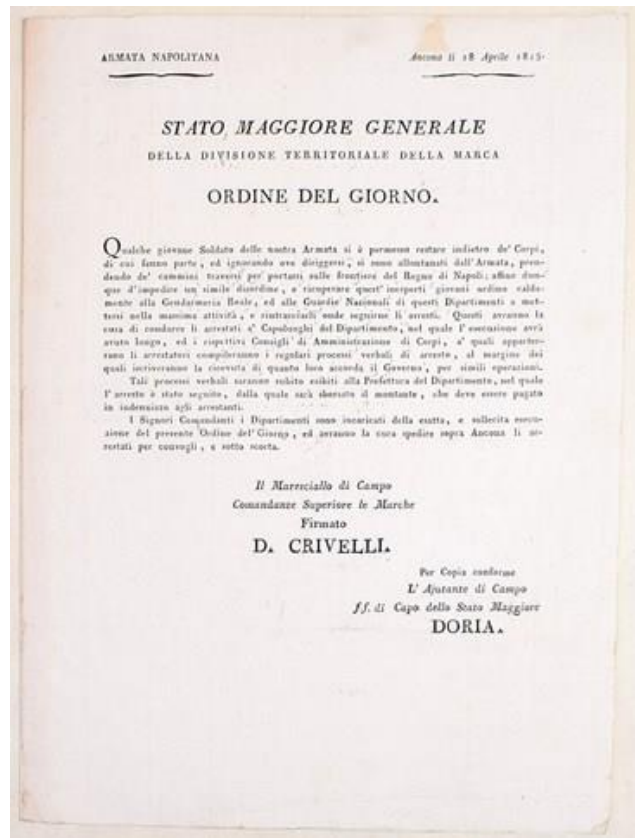 ARMATA NAPOLITANA
Ancona li 18 Aprile 1815.
STATO MAGGIORE GENERALE
DELLA DIVISIONE TERRITORIALE DELLA MARCA
ORDINE DEL GIORNO.
Qualche giovane Soldato della nostra Armata si è permesso restare indietro de' Corpi,
di cui fanno parte, ed ignorando ove diriggersi, si sono allontanati dall'Armata, pren-
dendo de' cammini traversi per portarsi sulle frontiere del Regno di Napoli; affine dun-
que d'impedire un simile disordine, e ricuperare quest'incerti giovani ordino calda-
mente alla Gendarmeria Reale, ed alle Guardie Nazionali di questi Dipartimenti a met-
tersi nella massima attività, e rintracciarli onde seguirne li arresti. Questi avranno la
cura di condurre li arrestati a' Capoluoghi del Dipartimento, nel quale l'esecuzione avrà
avuto luogo, ed i rispettivi Consigli di Amministrazione di Corpi, a' quali apparter-
ranno li arrestatori compileranno i regolari processi verbali di arresto, al margine dei
quali inscriveranno la ricevuta di quanto loro accorda il Governo, per simili operazioni.
Tali processi verbali saranno subito esibiti alla Prefettura del Dipartimento, nel quale
l'arresto è stato seguito, dalla quale sarà sborsato il montante, che deve essere pagato
in indennizzo agli arrestanti.
I Signori Comandanti i Dipartimenti sono incaricati della esatta, e sollecita esecu-
zione del presente Ordine del Giorno, ed avranno la cura spedire sopra Ancona li ar-
restati per convogli, e sotto scorta.
Il Maresciallo di Campo
Comandante Superiore le Marche
Firmato
D. CRIVELLI.
Per Copia conforme
L' Ajutante di Campo
ff. di Capo dello Stato Maggiore
DORIA.